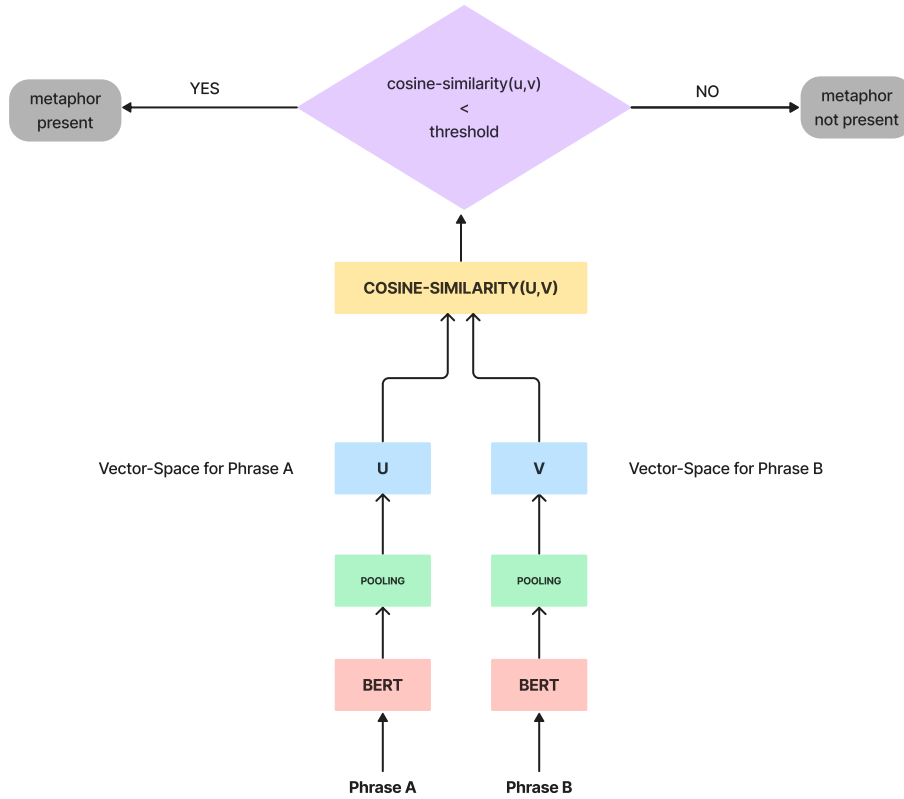 cosine-similarity(u,v)
<
threshold
YES
NO
metaphor
present
metaphor
not present
COSINE-SIMILARITY(U,V)
Vector-Space for Phrase A
U
V
Vector-Space for Phrase B
POOLING
POOLING
BERT
BERT
Phrase A
Phrase B